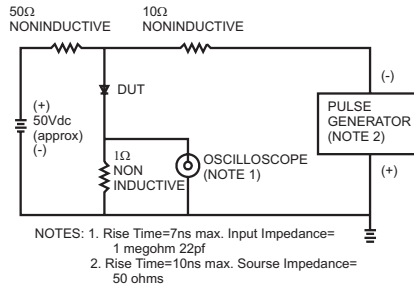 50Ω
NONINDUCTIVE
10Ω
NONINDUCTIVE
(+)
50Vdc
(approx)
(-)
DUT
1Ω
NON
INDUCTIVE
OSCILLOSCOPE
(NOTE 1)
(-)
PULSE
GENERATOR
(NOTE 2)
(+)
NOTES: 1. Rise Time=7ns max. Input Impedance=
1 megohm 22pf
2. Rise Time=10ns max. Sourse Impedance=
50 ohms